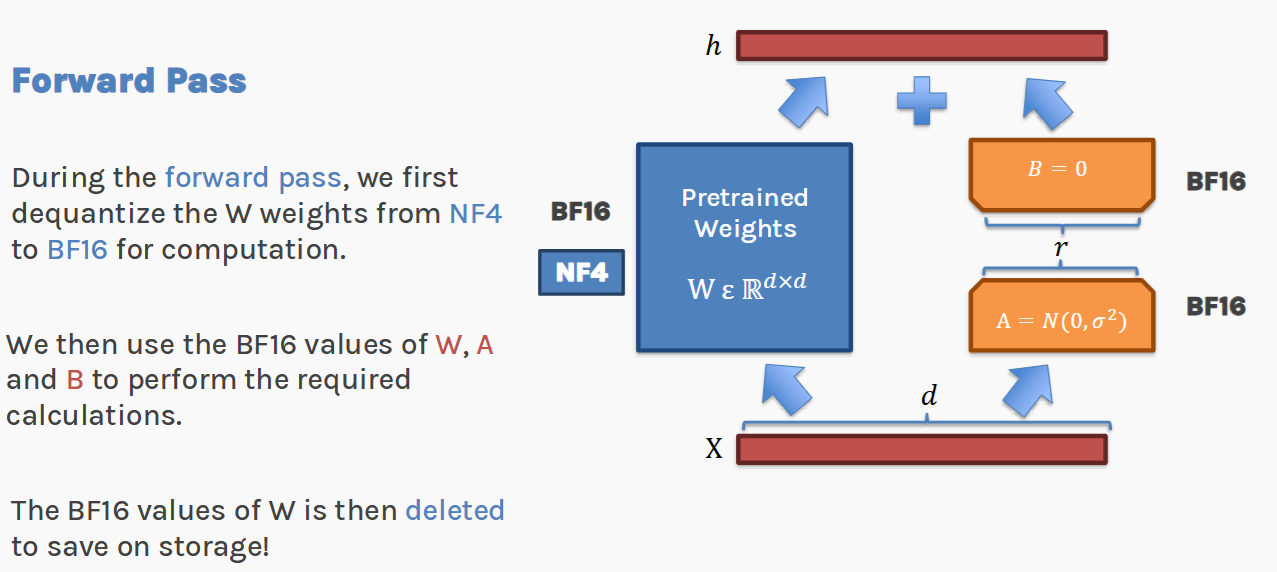 Forward Pass
During the forward pass, we first
dequantize the W weights from NF4
to BF16 for computation.
We then use the BF16 values of W, A
and B to perform the required
calculations.
The BF16 values of W is then deleted
to save on storage!
h
BF16
NF4
Pretrained
Weights
W ε ℝ^{d×d}
B = 0
BF16
r
A = N(0, σ²)
BF16
d
X